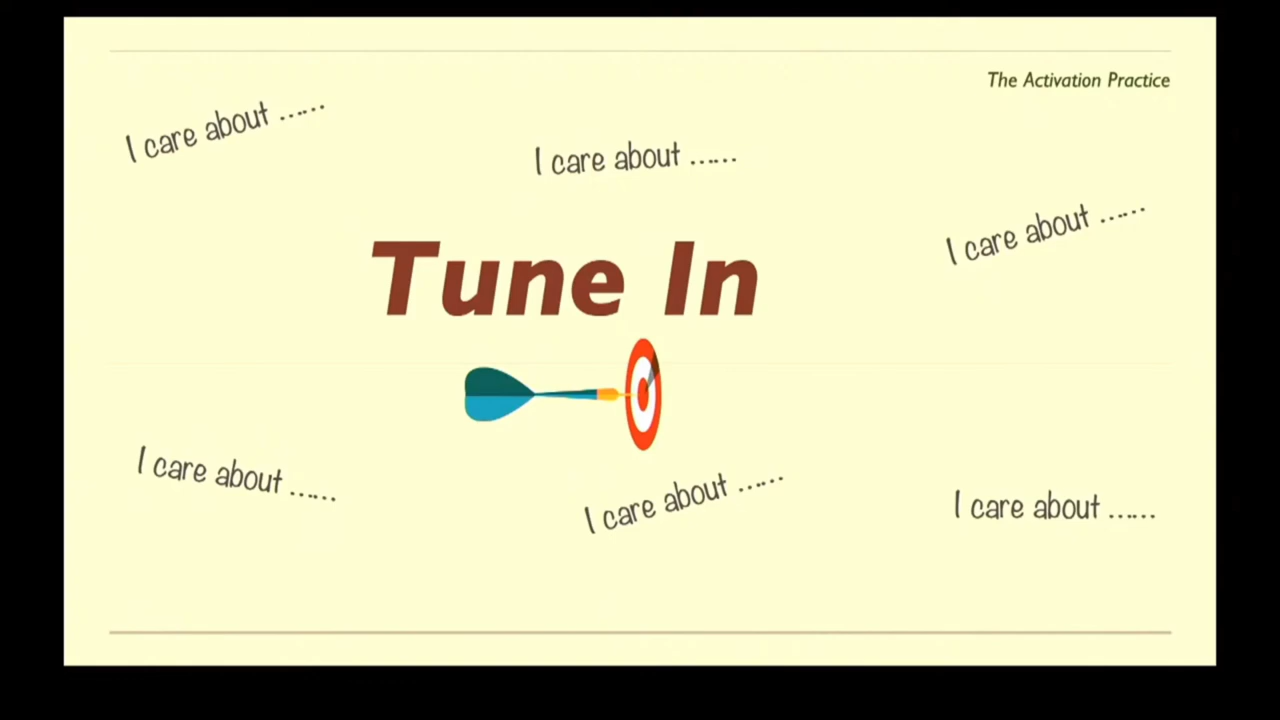 The Activation Practice
I care about ......
I care about ......
I care about ......
Tune In
I care about ......
I care about ......
I care about ......